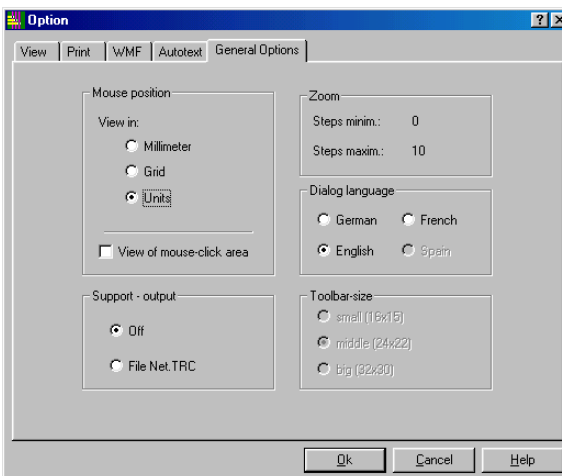 Option
View Print WMF Autotext General Options
Mouse position
View in:
Millimeter
Grid
Units
View of mouse-click area
Zoom
Steps minim.: 0
Steps maxim.: 10
Dialog language
German French
English Spain
Support - output
Off
File Net.TRC
Toolbar-size
small (16x15)
middle (24x22)
big (32x30)
Ok Cancel Help